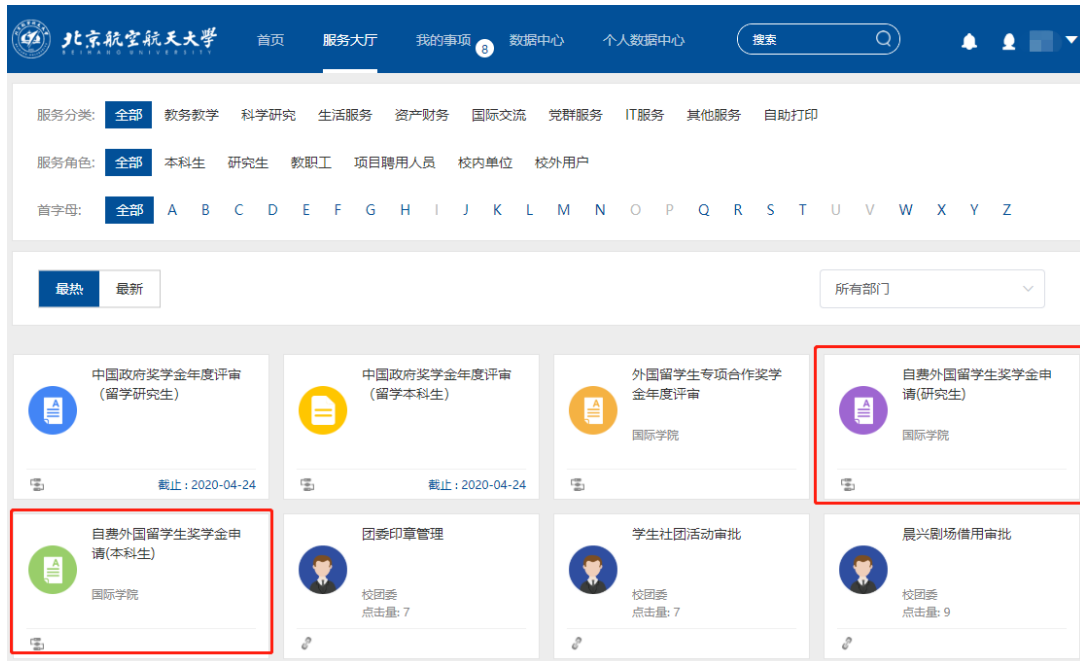 北京航空航天大学
BEIHANG UNIVERSITY
首页 服务大厅 我的事项 8 数据中心 个人数据中心 搜索
服务分类: 全部 教务教学 科学研究 生活服务 资产财务 国际交流 党群服务 IT服务 其他服务 自助打印
服务角色: 全部 本科生 研究生 教职工 项目聘用人员 校内单位 校外用户
首字母: 全部 A B C D E F G H I J K L M N O P Q R S T U V W X Y Z
最热 最新 所有部门
中国政府奖学金年度评审
（留学研究生）
截止 : 2020-04-24
中国政府奖学金年度评审
（留学本科生）
截止 : 2020-04-24
外国留学生专项合作奖学
金年度评审
国际学院
自费外国留学生奖学金申
请(研究生)
国际学院
自费外国留学生奖学金申
请(本科生)
国际学院
团委印章管理
校团委
点击量: 7
学生社团活动审批
校团委
点击量: 7
晨兴剧场借用审批
校团委
点击量: 9